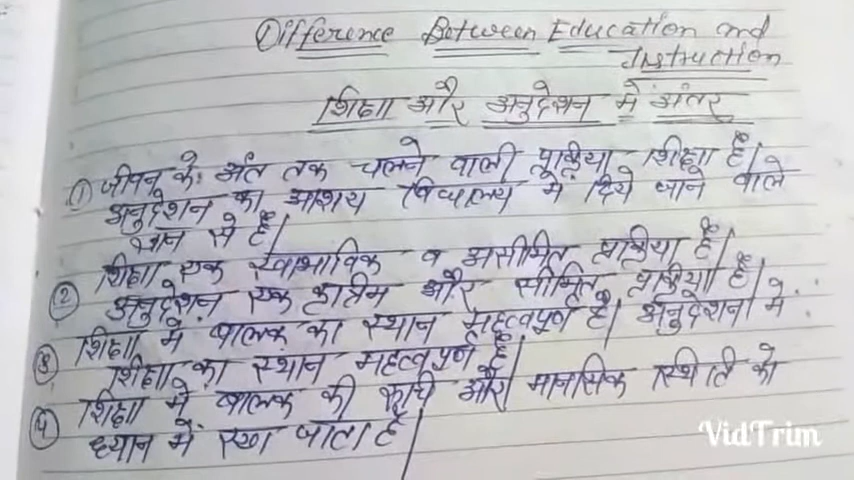 Difference Between Education and
Instruction
शिक्षा और अनुदेशन में अंतर
① जीवन के अंत तक चलने वाली प्रक्रिया शिक्षा है।
अनुदेशन का आशय विद्यालय में दिये जाने वाले
ज्ञान से है।
शिक्षा एक स्वाभाविक व असीमित प्रक्रिया है।
② अनुदेशन एक कृत्रिम और सीमित प्रक्रिया है।
③ शिक्षा में बालक का स्थान महत्वपूर्ण है। अनुदेशन में
शिक्षा का स्थान महत्वपूर्ण है।
④ शिक्षा में बालक की रूचि और मानसिक स्थिति को
ध्यान में रखा जाता है।
VidTrim